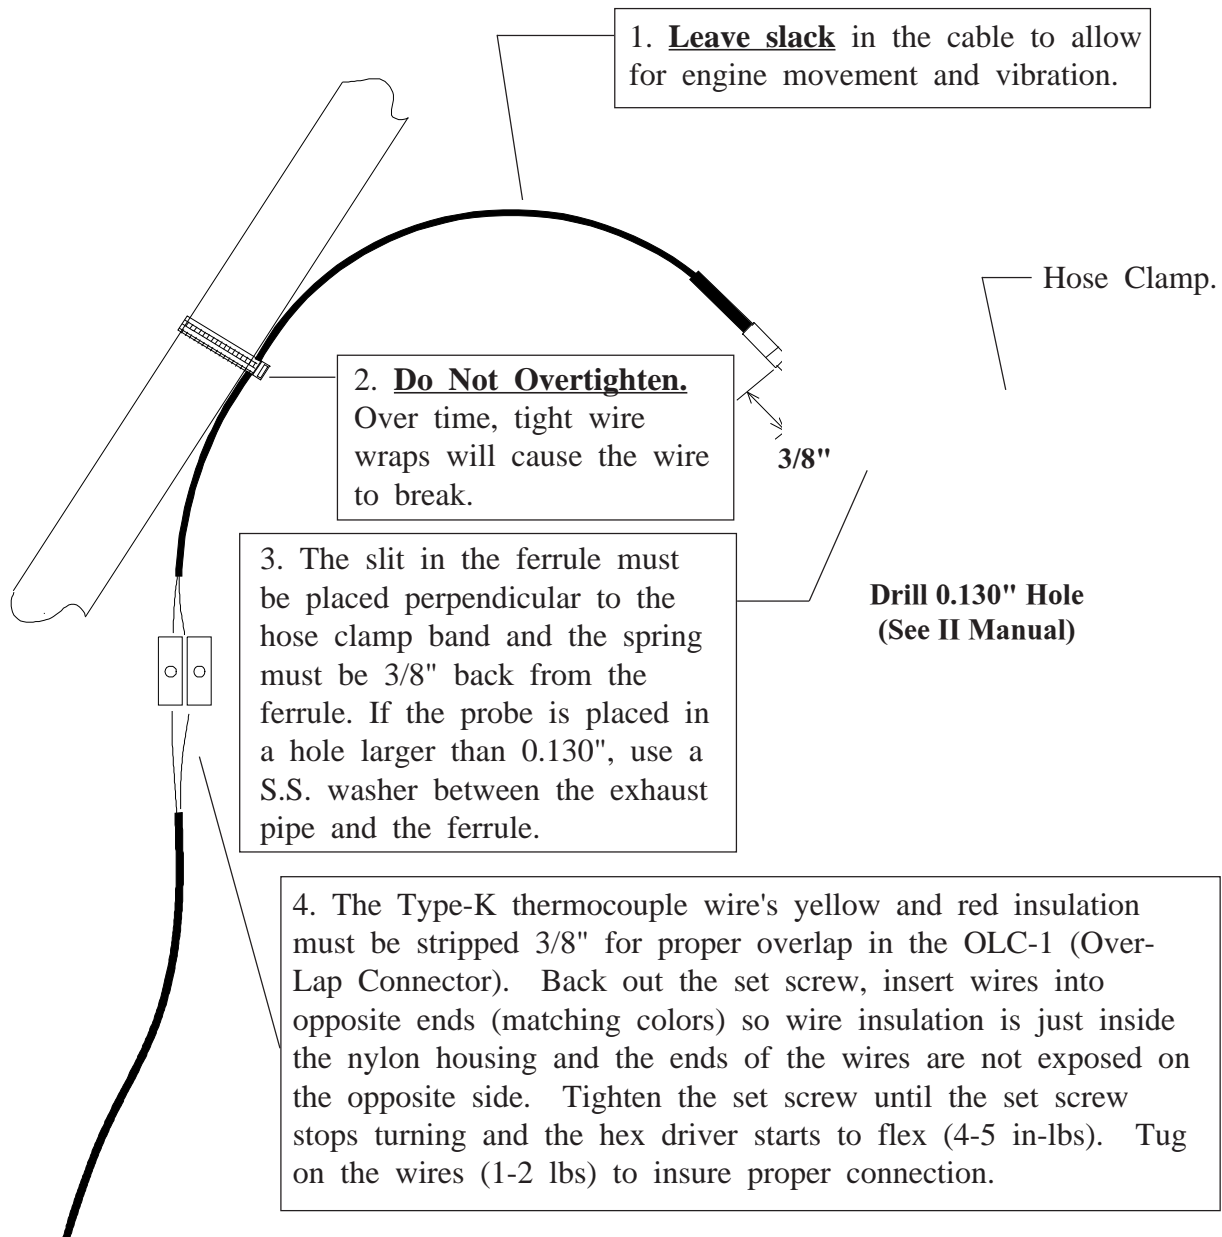 1. Leave slack in the cable to allow
for engine movement and vibration.
Hose Clamp.
2. Do Not Overtighten.
Over time, tight wire
wraps will cause the wire
to break.
3/8"
3. The slit in the ferrule must
be placed perpendicular to the
hose clamp band and the spring
must be 3/8" back from the
ferrule. If the probe is placed in
a hole larger than 0.130", use a
S.S. washer between the exhaust
pipe and the ferrule.
Drill 0.130" Hole
(See II Manual)
4. The Type-K thermocouple wire's yellow and red insulation
must be stripped 3/8" for proper overlap in the OLC-1 (Over-
Lap Connector). Back out the set screw, insert wires into
opposite ends (matching colors) so wire insulation is just inside
the nylon housing and the ends of the wires are not exposed on
the opposite side. Tighten the set screw until the set screw
stops turning and the hex driver starts to flex (4-5 in-lbs). Tug
on the wires (1-2 lbs) to insure proper connection.